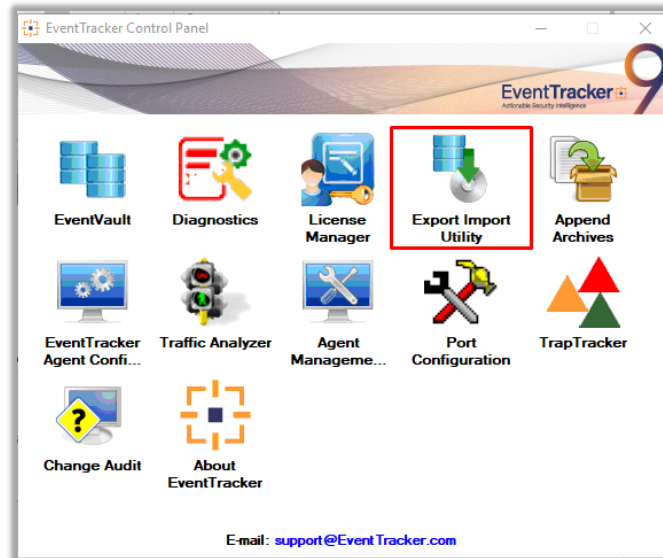 EventTracker Control Panel
EventTracker
Actionable Security Intelligence
9
EventVault
Diagnostics
License
Manager
Export Import
Utility
Append
Archives
EventTracker
Agent Confi...
Traffic Analyzer
Agent
Manageme...
Port
Configuration
TrapTracker
?
Change Audit
About
EventTracker
E-mail: support@EventTracker.com